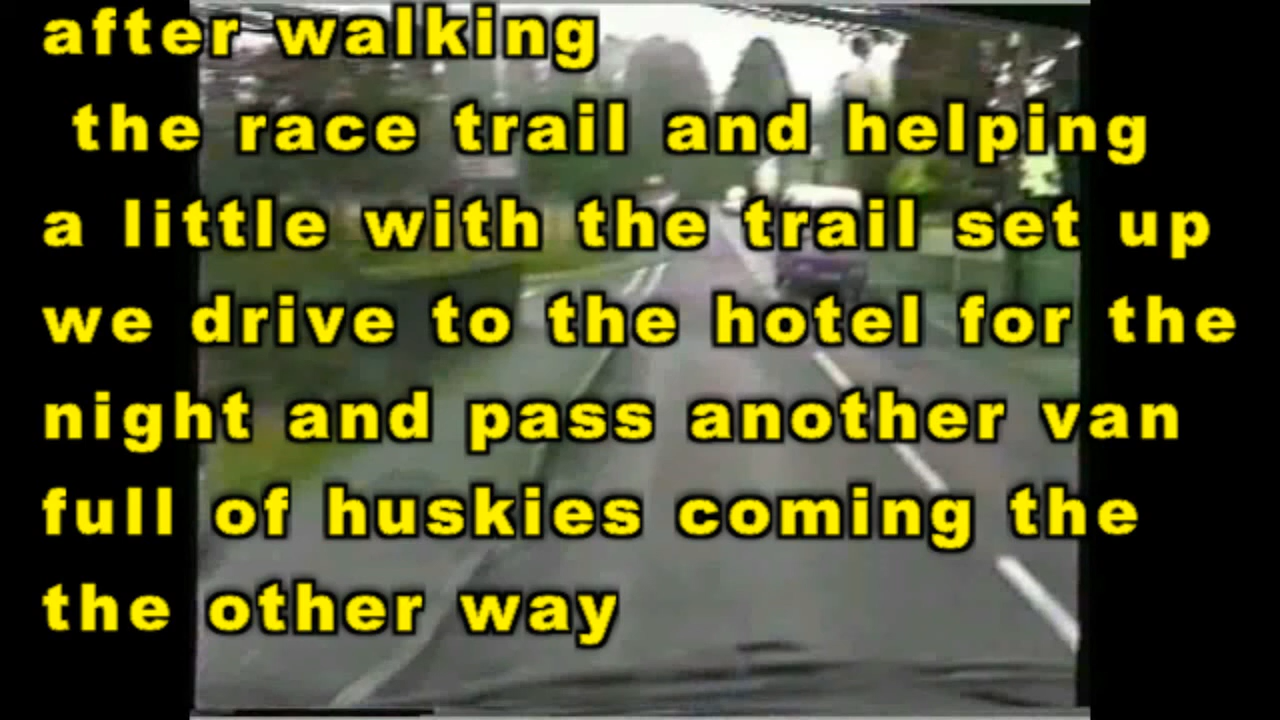 after walking
the race trail and helping
a little with the trail set up
we drive to the hotel for the
night and pass another van
full of huskies coming the
the other way